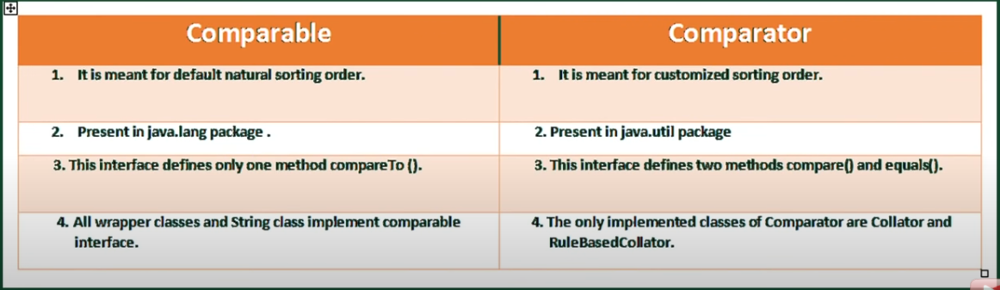 Comparable
Comparator
1. It is meant for default natural sorting order.
1. It is meant for customized sorting order.
2. Present in java.lang package .
2. Present in java.util package
3. This interface defines only one method compareTo ().
3. This interface defines two methods compare() and equals().
4. All wrapper classes and String class implement comparable
interface.
4. The only implemented classes of Comparator are Collator and
RuleBasedCollator.